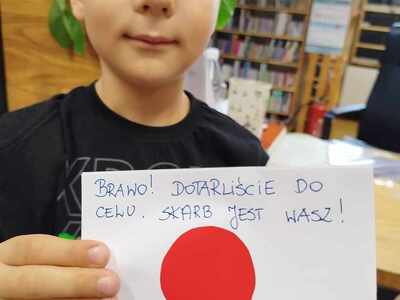 BRAWO! DOTARLIŚCIE DO
CELU. SKARB JEST WASZ!